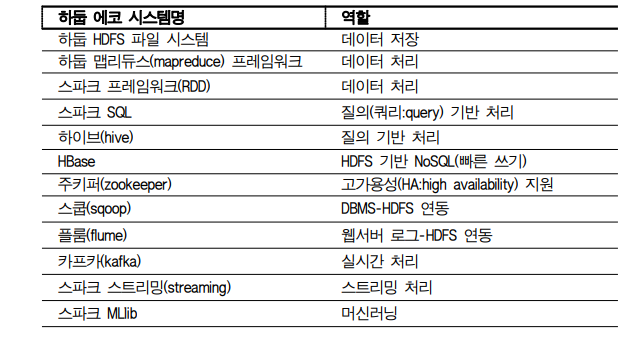 하둡 에코 시스템명 역할
하둡 HDFS 파일 시스템 데이터 저장
하둡 맵리듀스(mapreduce) 프레임워크 데이터 처리
스파크 프레임워크(RDD) 데이터 처리
스파크 SQL 질의(쿼리:query) 기반 처리
하이브(hive) 질의 기반 처리
HBase HDFS 기반 NoSQL(빠른 쓰기)
주키퍼(zookeeper) 고가용성(HA:high availability) 지원
스쿱(sqoop) DBMS-HDFS 연동
플룸(flume) 웹서버 로그-HDFS 연동
카프카(kafka) 실시간 처리
스파크 스트리밍(streaming) 스트리밍 처리
스파크 MLlib 머신러닝